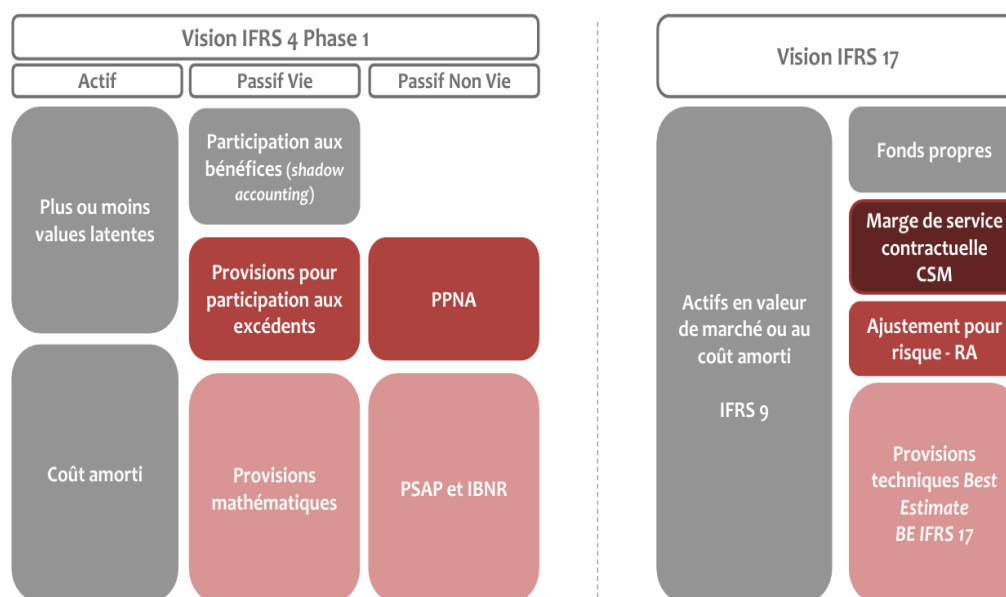 Vision IFRS 4 Phase 1
Actif
Passif Vie
Passif Non Vie
Plus ou moins
values latentes
Coût amorti
Participation aux
bénéfices (shadow
accounting)
Provisions pour
participation aux
excédents
Provisions
mathématiques
PPNA
PSAP et IBNR
Vision IFRS 17
Actifs en valeur
de marché ou au
coût amorti
IFRS 9
Fonds propres
Marge de service
contractuelle
CSM
Ajustement pour
risque - RA
Provisions
techniques Best
Estimate
BE IFRS 17